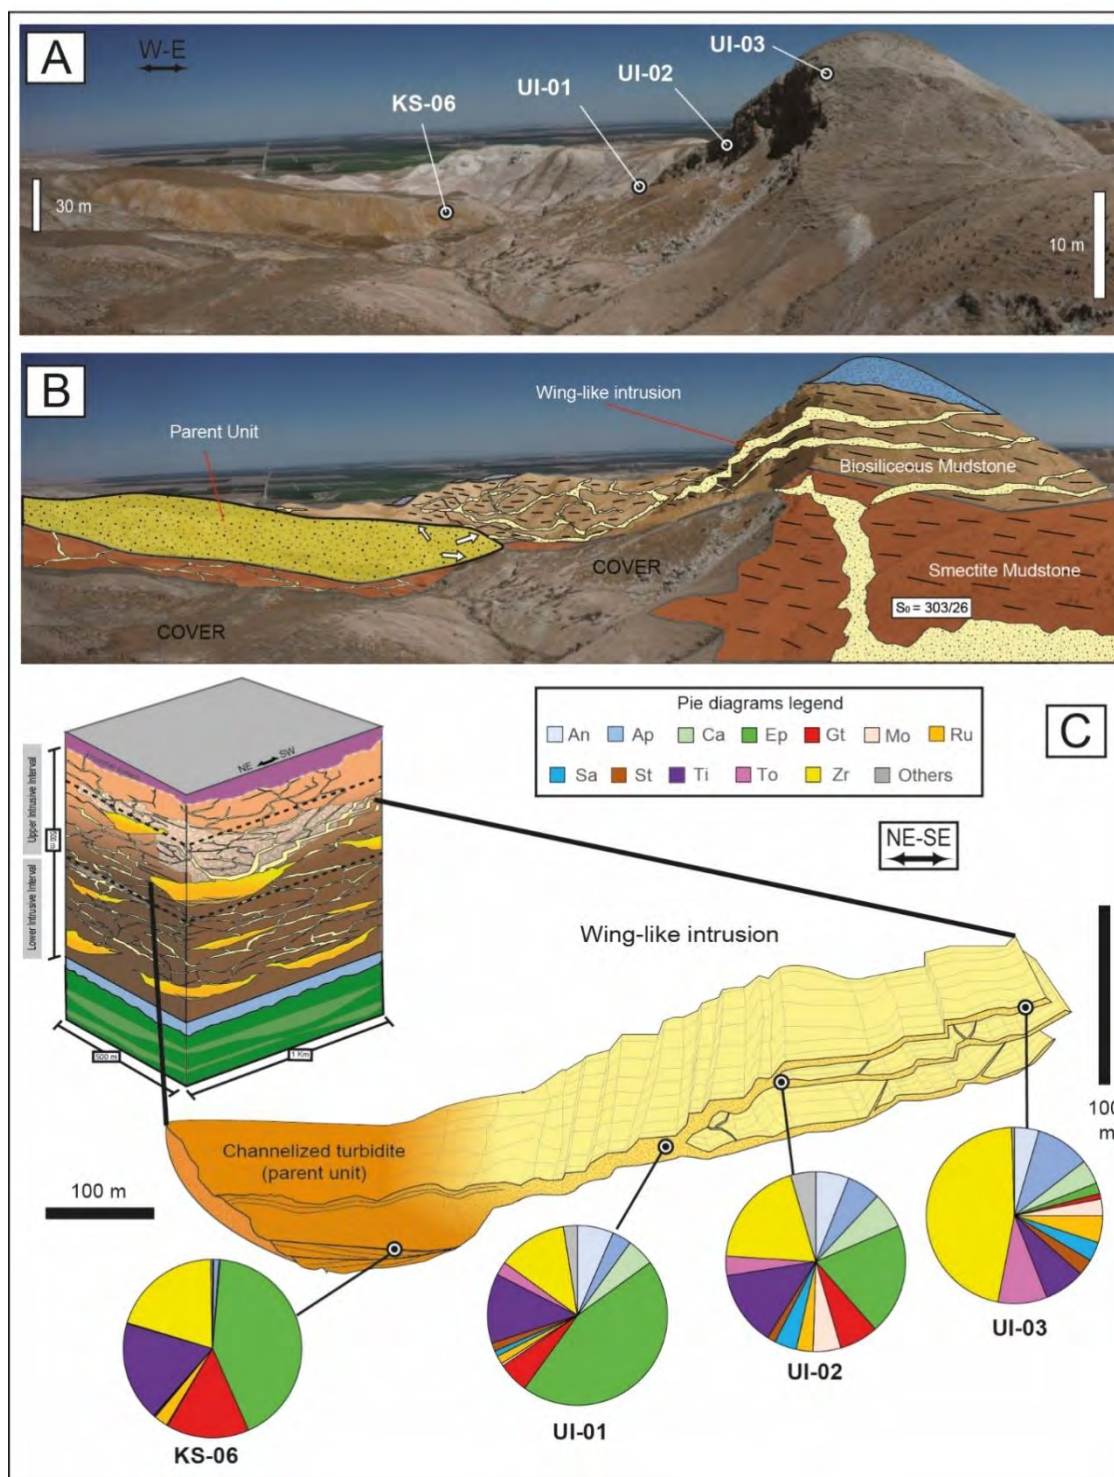 A
W-E
KS-06
UI-01
UI-02
UI-03
30 m
10 m
B
Parent Unit
Wing-like intrusion
Biosiliceous Mudstone
COVER
COVER
Smectite Mudstone
S₀ = 303/26
C
Pie diagrams legend
An Ap Ca Ep Gt Mo Ru
Sa St Ti To Zr Others
NE SW
Upper Intrusive Interval
Lower Intrusive Interval
500 m
1 Km
NE-SE
Wing-like intrusion
Channelized turbidite
(parent unit)
100 m
100
m
KS-06
UI-01
UI-02
UI-03